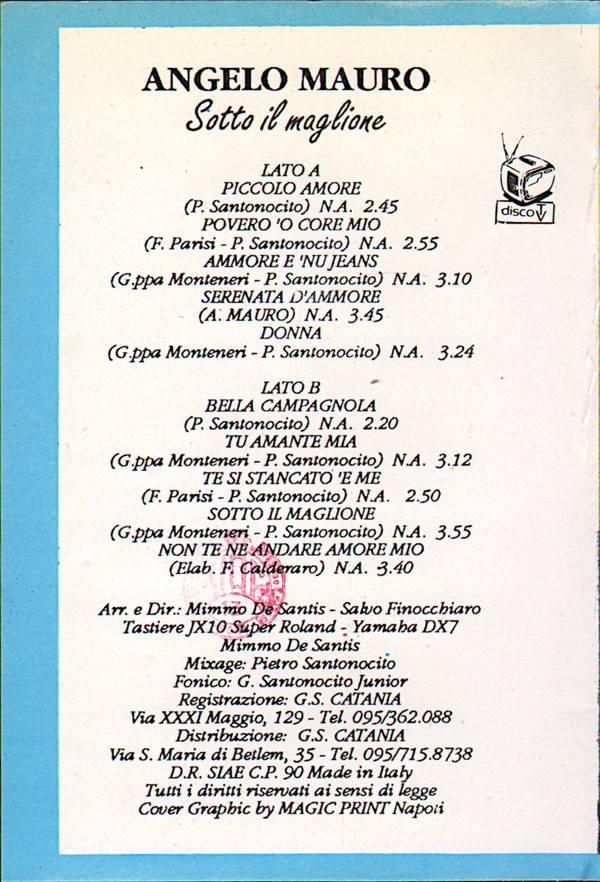 ANGELO MAURO
Sotto il maglione
disco TV
LATO A
PICCOLO AMORE
(P. Santonocito) N.A. 2.45
POVERO 'O CORE MIO
(F. Parisi - P. Santonocito) N.A. 2.55
AMMORE E 'NU JEANS
(G.ppa Monteneri - P. Santonocito) N.A. 3.10
SERENATA D'AMMORE
(A. MAURO) N.A. 3.45
DONNA
(G.ppa Monteneri - P. Santonocito) N.A. 3.24
LATO B
BELLA CAMPAGNOLA
(P. Santonocito) N.A. 2.20
TU AMANTE MIA
(G.ppa Monteneri - P. Santonocito) N.A. 3.12
TE SI STANCATO 'E ME
(F. Parisi - P. Santonocito) N.A. 2.50
SOTTO IL MAGLIONE
(G.ppa Monteneri - P. Santonocito) N.A. 3.55
NON TE NE ANDARE AMORE MIO
(Elab. F. Calderaro) N.A. 3.40
Arr. e Dir.: Mimmo De Santis - Salvo Finocchiaro
Tastiere JX10 Super Roland - Yamaha DX7
Mimmo De Santis
Mixage: Pietro Santonocito
Fonico: G. Santonocito Junior
Registrazione: G.S. CATANIA
Via XXXI Maggio, 129 - Tel. 095/362.088
Distribuzione: G.S. CATANIA
Via S. Maria di Betlem, 35 - Tel. 095/715.8738
D.R. SIAE C.P. 90 Made in Italy
Tutti i diritti riservati ai sensi di legge
Cover Graphic by MAGIC PRINT Napoli